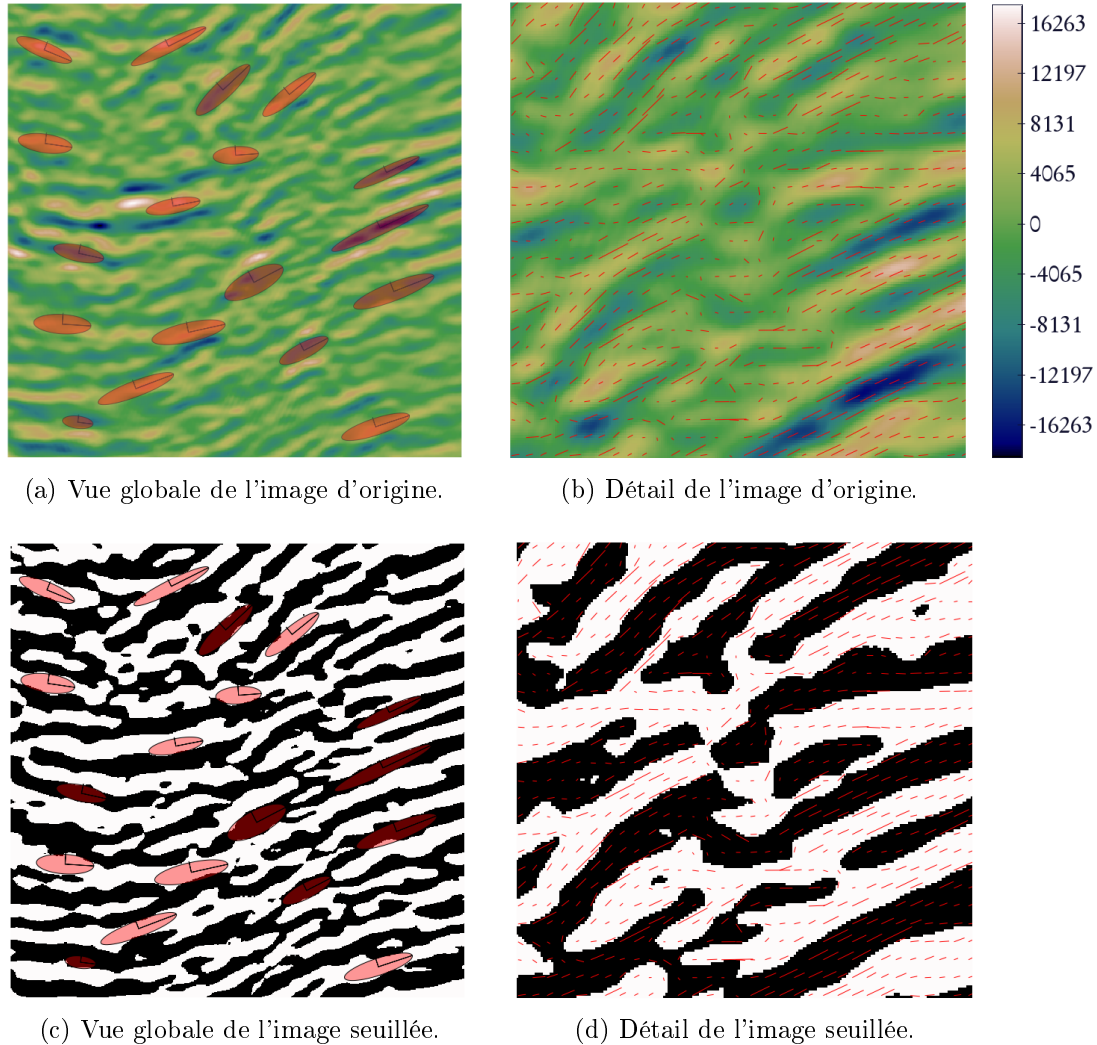 16263
12197
8131
4065
0
-4065
-8131
-12197
-16263
(a) Vue globale de l'image d'origine.
(b) Détail de l'image d'origine.
(c) Vue globale de l'image seuillée.
(d) Détail de l'image seuillée.